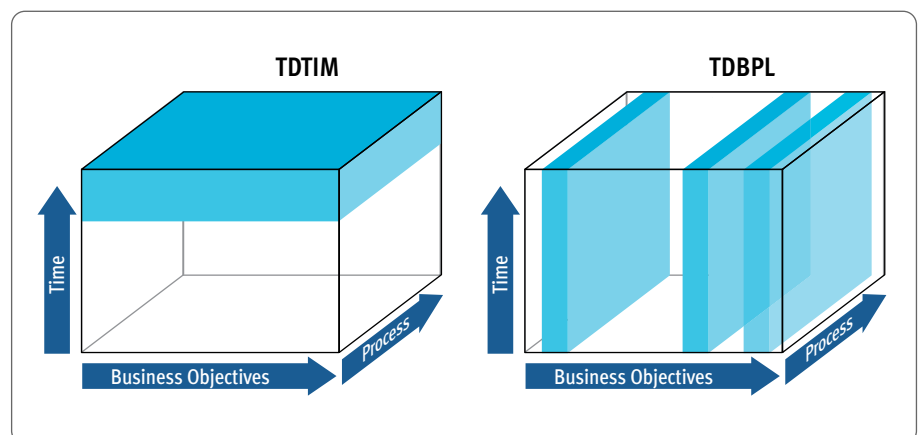 TDTIM
Time
Business Objectives
Process
TDBPL
Time
Business Objectives
Process